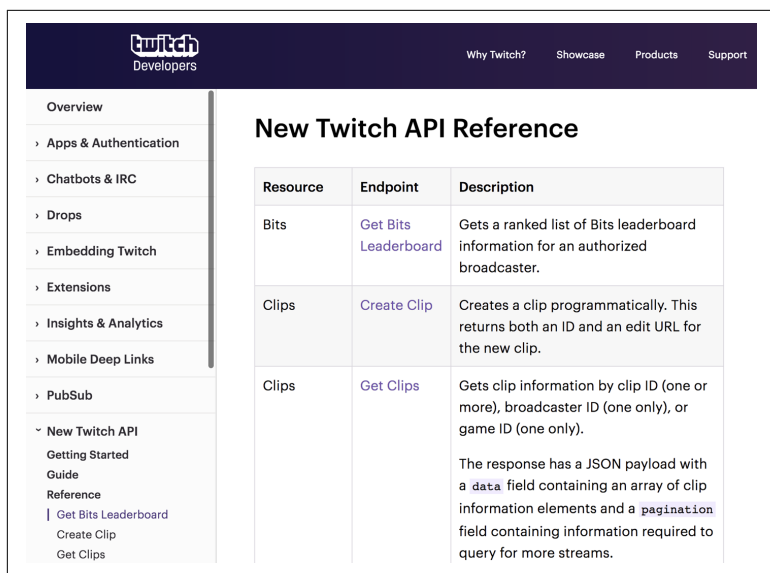 twitch
Developers
Why Twitch?
Showcase
Products
Support
Overview
› Apps & Authentication
› Chatbots & IRC
› Drops
› Embedding Twitch
› Extensions
› Insights & Analytics
› Mobile Deep Links
› PubSub
New Twitch API
Getting Started
Guide
Reference
Get Bits Leaderboard
Create Clip
Get Clips
New Twitch API Reference
Resource Endpoint Description
Bits
Get Bits
Leaderboard
Gets a ranked list of Bits leaderboard
information for an authorized
broadcaster.
Clips
Create Clip
Creates a clip programmatically. This
returns both an ID and an edit URL for
the new clip.
Clips
Get Clips
Gets clip information by clip ID (one or
more), broadcaster ID (one only), or
game ID (one only).
The response has a JSON payload with
a data field containing an array of clip
information elements and a pagination
field containing information required to
query for more streams.